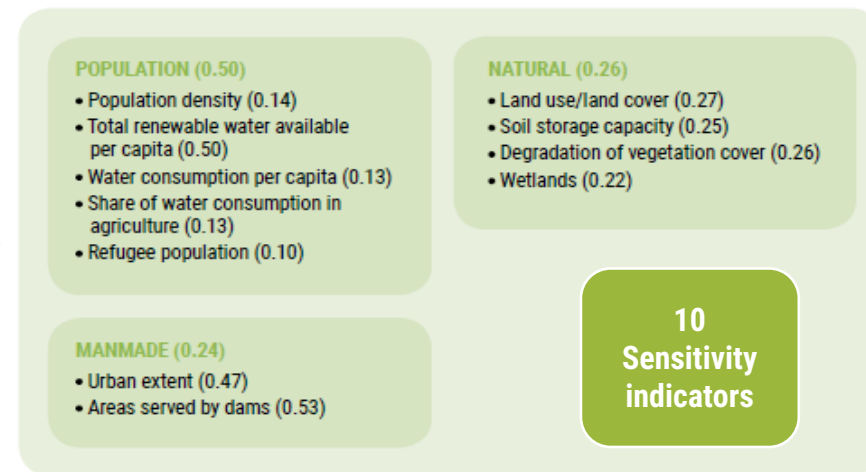 POPULATION (0.50)
• Population density (0.14)
• Total renewable water available
per capita (0.50)
• Water consumption per capita (0.13)
• Share of water consumption in
agriculture (0.13)
• Refugee population (0.10)
NATURAL (0.26)
• Land use/land cover (0.27)
• Soil storage capacity (0.25)
• Degradation of vegetation cover (0.26)
• Wetlands (0.22)
MANMADE (0.24)
• Urban extent (0.47)
• Areas served by dams (0.53)
10
Sensitivity
indicators